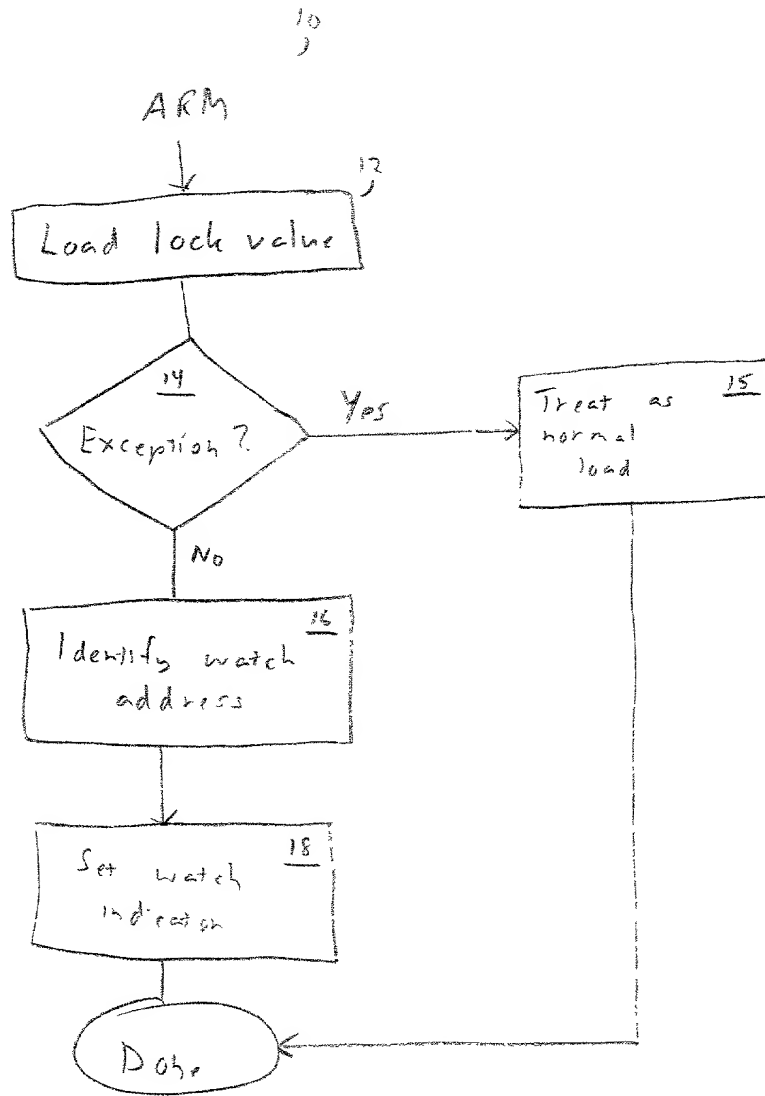 10
ARM
12
Load lock value
14
Exception?
Yes
15
Treat as
normal
load
No
16
Identify watch
address
18
Set watch
indicator
Done